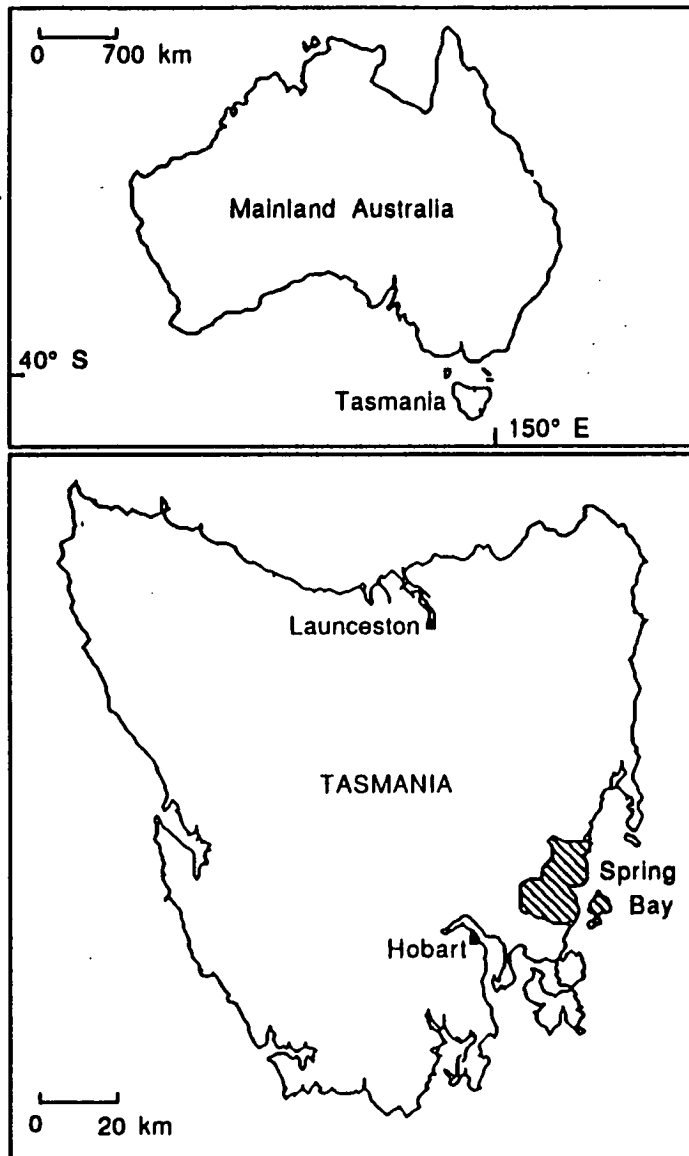 0 700 km
Mainland Australia
40° S
Tasmania
150° E
Launceston
TASMANIA
Spring
Bay
Hobart
0 20 km